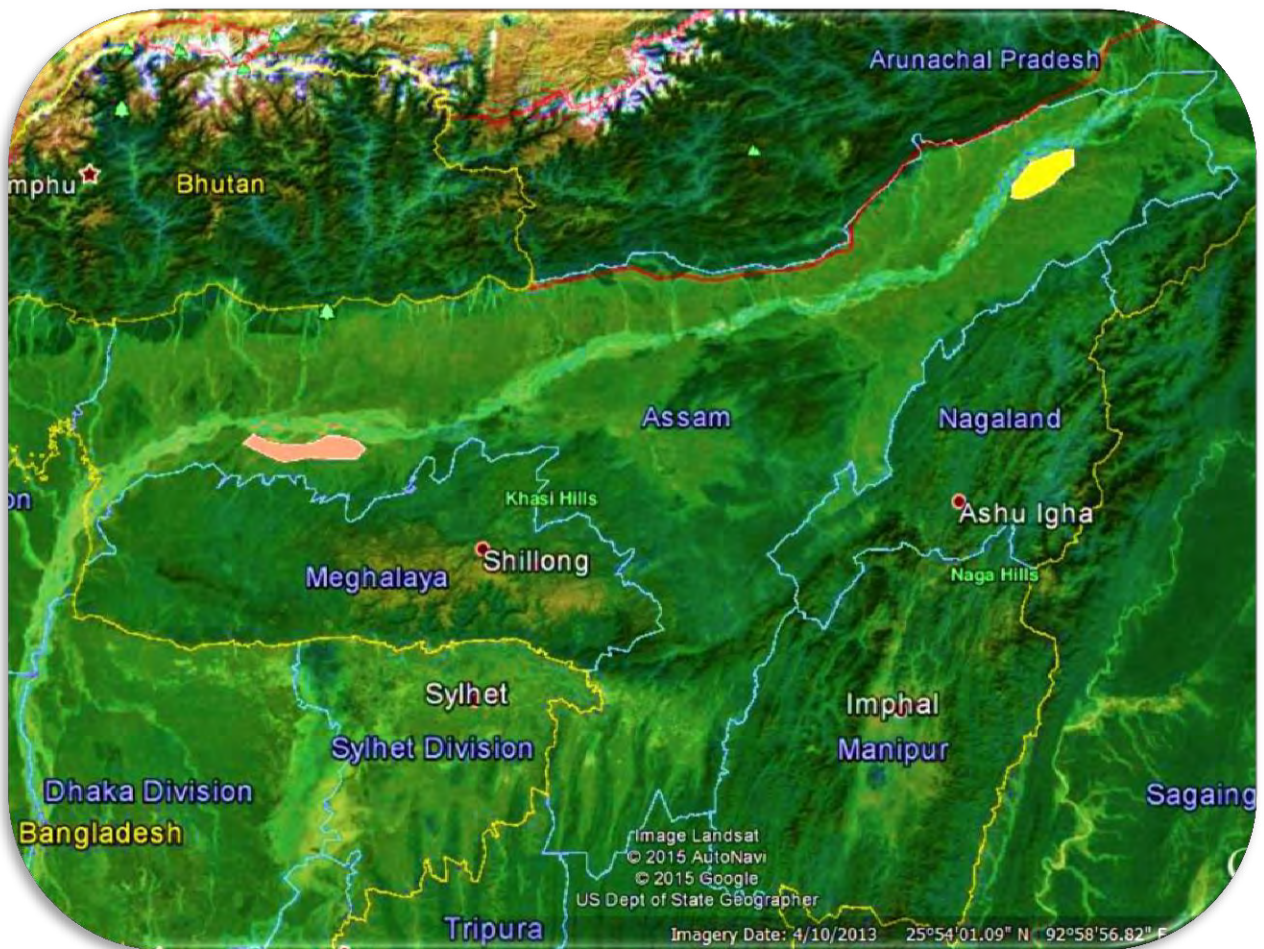 Arunachal Pradesh
mphu
Bhutan
Assam
Nagaland
on
Khasi Hills
Ashu Igha
Shillong
Meghalaya
Naga Hills
Sylhet
Imphal
Sylhet Division
Manipur
Dhaka Division
Sagaing
Bangladesh
Image Landsat
© 2015 AutoNavi
© 2015 Google
US Dept of State Geographer
Tripura
Imagery Date: 4/10/2013 25°54'01.09" N 92°58'56.82" E